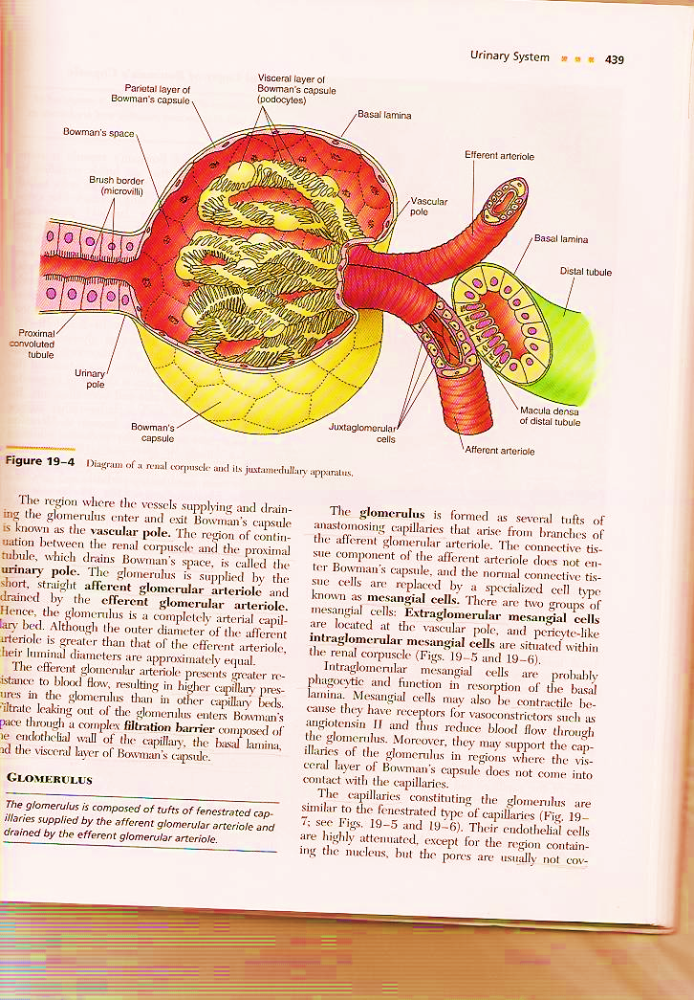 Urinary System 439
Visceral layer of
Bowman's capsule
(podocytes)
Parietal layer of
Bowman's capsule
Basal lamina
Bowman's space
Efferent arteriole
Brush border
(microvilli)
Vascular
pole
Basal lamina
Distal tubule
Proximal
convoluted
tubule
Urinary
pole
Bowman's
capsule
Juxtaglomerular
cells
Macula densa
of distal tubule
Afferent arteriole
Figure 19–4 Diagram of a renal corpuscle and its juxtamedullary apparatus.
The region where the vessels supplying and drain-
ing the glomerulus enter and exit Bowman's capsule
is known as the vascular pole. The region of contin-
uation between the renal corpuscle and the proximal
tubule, which drains Bowman's space, is called the
urinary pole. The glomerulus is supplied by the
short, straight afferent glomerular arteriole and
drained by the efferent glomerular arteriole.
Hence, the glomerulus is a completely arterial capil-
lary bed. Although the outer diameter of the afferent
arteriole is greater than that of the efferent arteriole,
their luminal diameters are approximately equal.
The efferent glomerular arteriole presents greater re-
sistance to blood flow, resulting in higher capillary pres-
ures in the glomerulus than in other capillary beds.
Filtrate leaking out of the glomerulus enters Bowman's
pace through a complex filtration barrier composed of
he endothelial wall of the capillary, the basal lamina,
nd the visceral layer of Bowman's capsule.
GLOMERULUS
The glomerulus is composed of tufts of fenestrated cap-
illaries supplied by the afferent glomerular arteriole and
drained by the efferent glomerular arteriole.
The glomerulus is formed as several tufts of
anastomosing capillaries that arise from branches of
the afferent glomerular arteriole. The connective tis-
sue component of the afferent arteriole does not en-
ter Bowman's capsule, and the normal connective tis-
sue cells are replaced by a specialized cell type
known as mesangial cells. There are two groups of
mesangial cells: Extraglomerular mesangial cells
are located at the vascular pole, and pericyte-like
intraglomerular mesangial cells are situated within
the renal corpuscle (Figs. 19–5 and 19–6).
Intraglomerular mesangial cells are probably
phagocytic and function in resorption of the basal
lamina. Mesangial cells may also be contractile be-
cause they have receptors for vasoconstrictors such as
angiotensin II and thus reduce blood flow through
the glomerulus. Moreover, they may support the cap-
illaries of the glomerulus in regions where the vis-
ceral layer of Bowman's capsule does not come into
contact with the capillaries.
The capillaries constituting the glomerulus are
similar to the fenestrated type of capillaries (Fig. 19–
7; see Figs. 19–5 and 19–6). Their endothelial cells
are highly attenuated, except for the region contain-
ing the nucleus, but the pores are usually not cov-